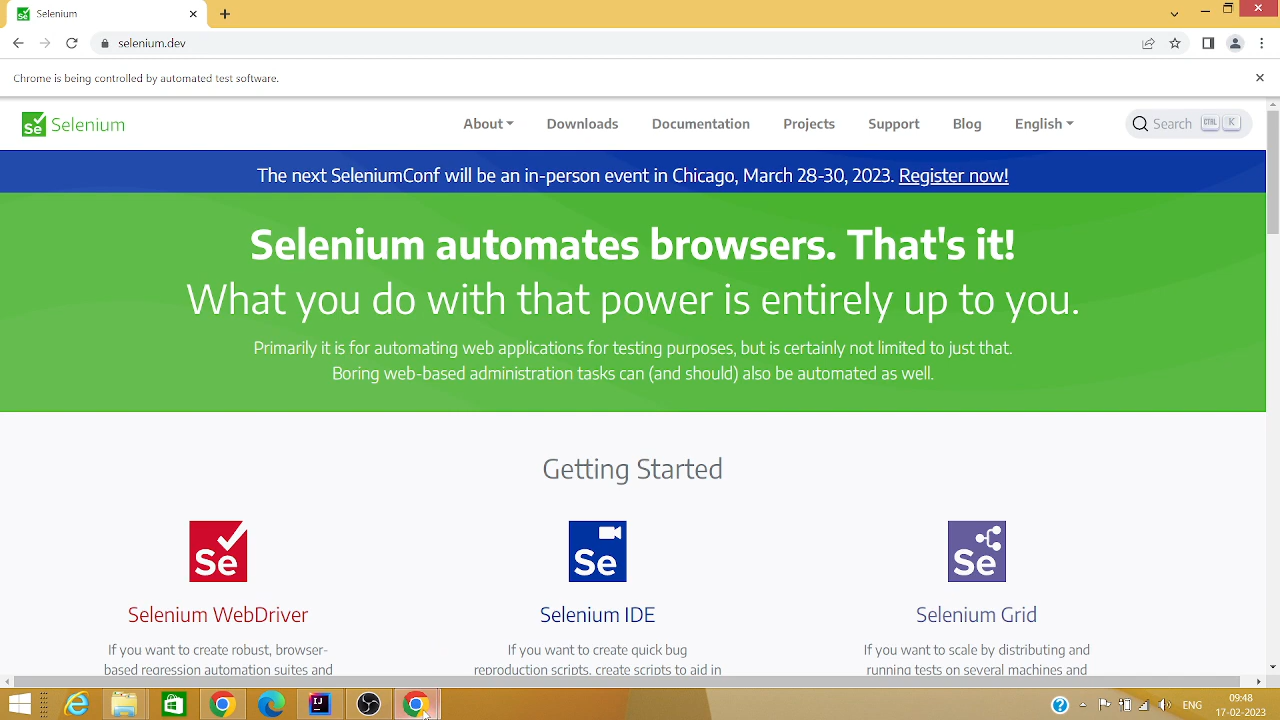 Selenium
selenium.dev
Chrome is being controlled by automated test software.
Se Selenium
About Downloads Documentation Projects Support Blog English Search CTRL K
The next SeleniumConf will be an in-person event in Chicago, March 28-30, 2023. Register now!
Selenium automates browsers. That's it!
What you do with that power is entirely up to you.
Primarily it is for automating web applications for testing purposes, but is certainly not limited to just that.
Boring web-based administration tasks can (and should) also be automated as well.
Getting Started
Se Se Se
Selenium WebDriver Selenium IDE Selenium Grid
If you want to create robust, browser- If you want to create quick bug If you want to scale by distributing and
based regression automation suites and reproduction scripts, create scripts to aid in running tests on several machines and
ENG 09:48
17-02-2023